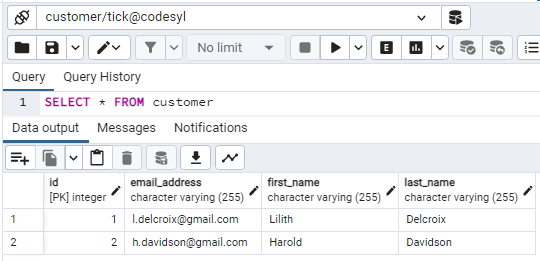 customer/tick@codesyl
No limit
E
Query Query History
1 SELECT * FROM customer
Data output Messages Notifications
id email_address first_name last_name
[PK] integer character varying (255) character varying (255) character varying (255)
1 1 l.delcroix@gmail.com Lilith Delcroix
2 2 h.davidson@gmail.com Harold Davidson